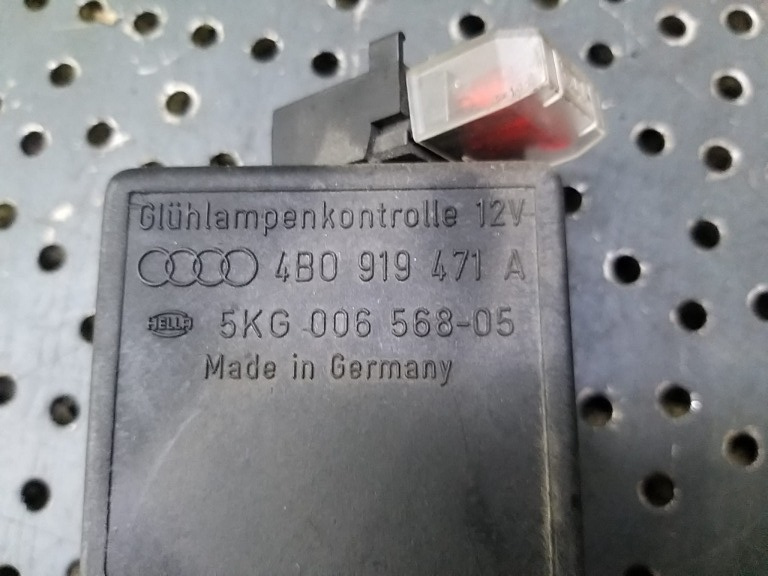 Glühlampenkontrolle 12V
4B0 919 471 A
HELLA 5KG 006 568-05
Made in Germany